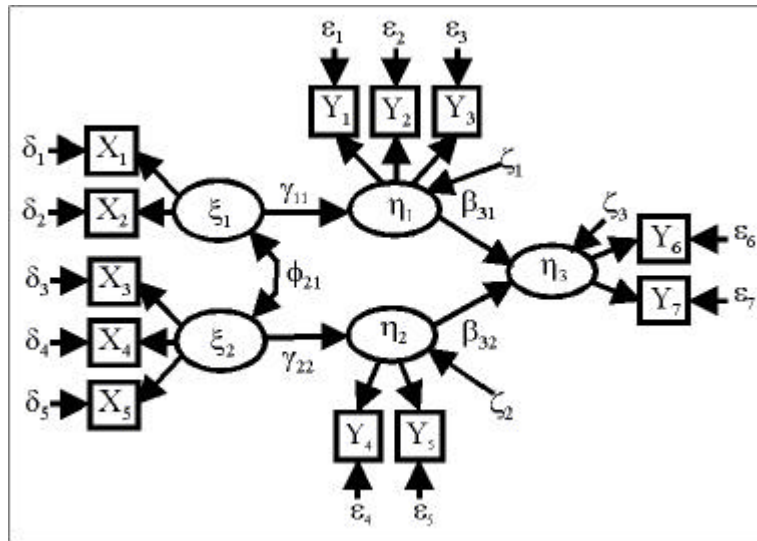 ε₁ ε₂ ε₃
Y₁ Y₂ Y₃
δ₁ X₁
ζ₁
δ₂ X₂ ξ₁ γ₁₁ η₁ β₃₁
ζ₃
Y₆ ε₆
δ₃ X₃ ϕ₂₁ η₃
Y₇ ε₇
δ₄ X₄ ξ₂ γ₂₂ η₂ β₃₂
δ₅ X₅
ζ₂
Y₄ Y₅
ε₄ ε₅